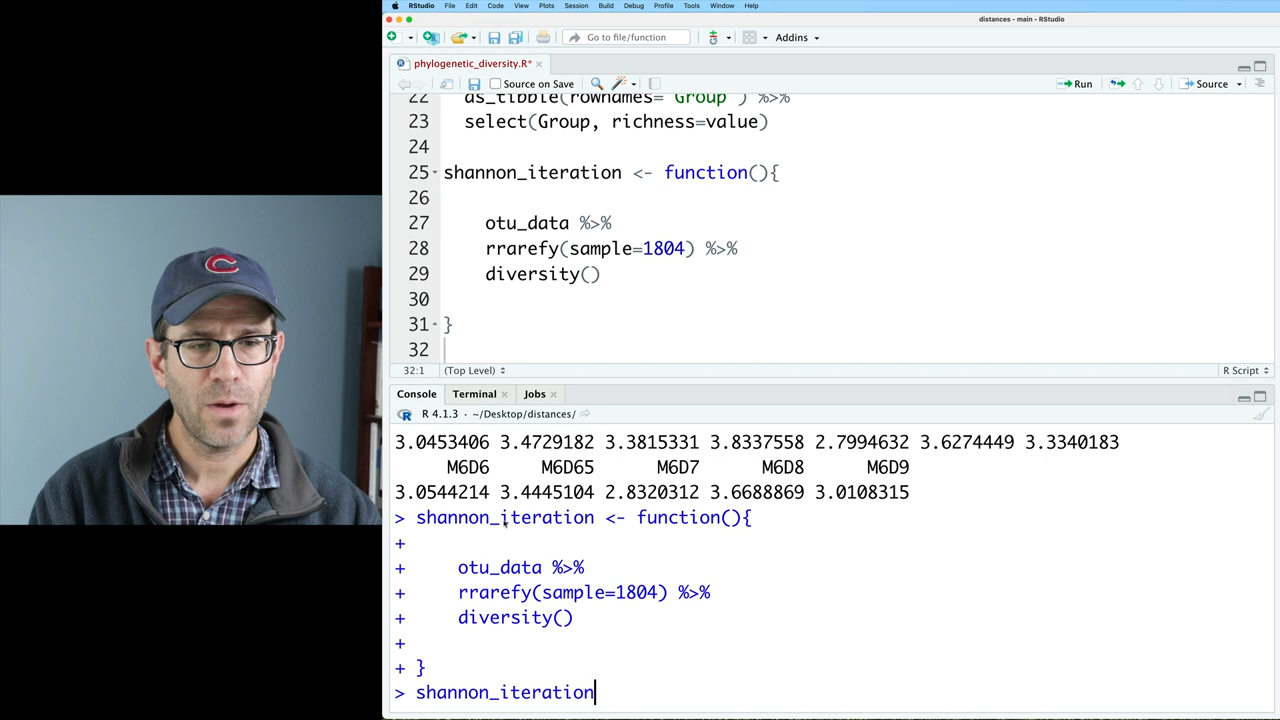 RStudio File Edit Code View Plots Session Build Debug Profile Tools Window Help
distances - main - RStudio
Go to file/function Addins
phylogenetic_diversity.R*
Source on Save Run Source
22 as_tibble(rownames="Group") %>%
23 select(Group, richness=value)
24
25 shannon_iteration <- function(){
26
27 otu_data %>%
28 rrarefy(sample=1804) %>%
29 diversity()
30
31 }
32
32:1 (Top Level) R Script
Console Terminal Jobs
R 4.1.3 · ~/Desktop/distances/
3.0453406 3.4729182 3.3815331 3.8337558 2.7994632 3.6274449 3.3340183
M6D6 M6D65 M6D7 M6D8 M6D9
3.0544214 3.4445104 2.8320312 3.6688869 3.0108315
> shannon_iteration <- function(){
+
+ otu_data %>%
+ rrarefy(sample=1804) %>%
+ diversity()
+
+ }
> shannon_iteration
C